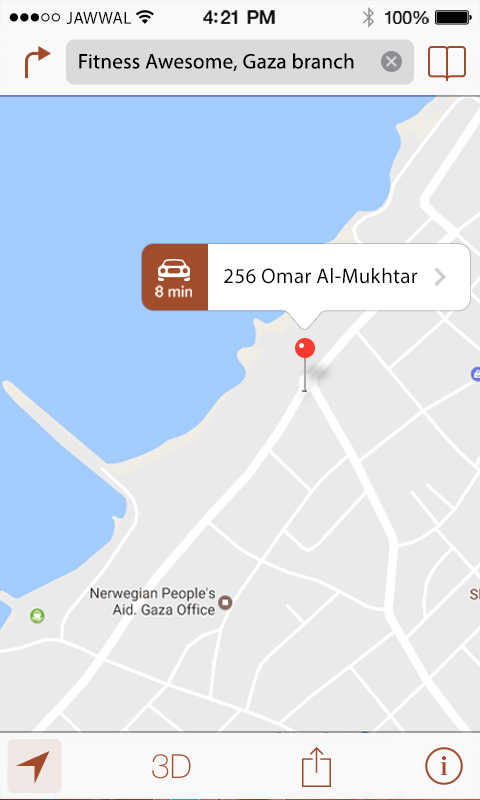 JAWWAL 4:21 PM 100%
Fitness Awesome, Gaza branch
8 min
256 Omar Al-Mukhtar
Nerwegian People's
Aid. Gaza Office
3D
i